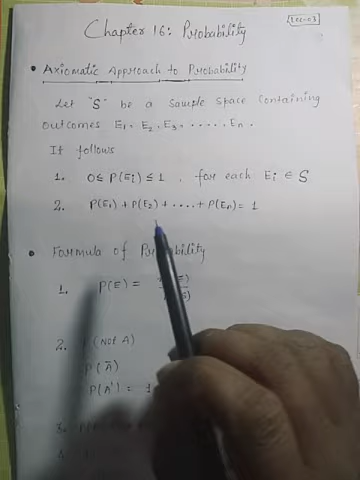 LEC-03
Chapter 16: Probability
• Axiomatic Approach to Probability
Let "S" be a Sample Space containing
outcomes E₁, E₂, E₃, ......, En.
It follows
1. 0 ≤ P(Ei) ≤ 1 , for each Ei ∈ S
2. P(E₁) + P(E₂) + .... + P(En) = 1
• Formula of Probability
1. P(E) =
2. P(Not A)
P(A̅)
P(A') = 1
3.